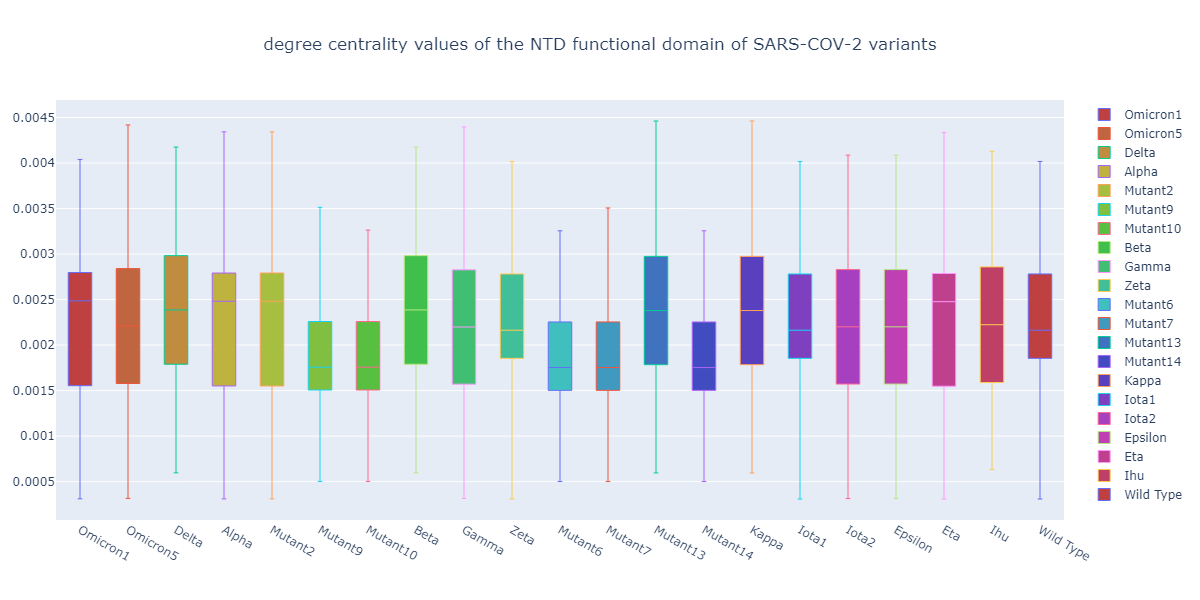 degree centrality values of the NTD functional domain of SARS-COV-2 variants
0.0045
0.004
0.0035
0.003
0.0025
0.002
0.0015
0.001
0.0005
Omicron1
Omicron5
Delta
Alpha
Mutant2
Mutant9
Mutant10
Beta
Gamma
Zeta
Mutant6
Mutant7
Mutant13
Mutant14
Kappa
Iota1
Iota2
Epsilon
Eta
Ihu
Wild Type
Omicron1
Omicron5
Delta
Alpha
Mutant2
Mutant9
Mutant10
Beta
Gamma
Zeta
Mutant6
Mutant7
Mutant13
Mutant14
Kappa
Iota1
Iota2
Epsilon
Eta
Ihu
Wild Type